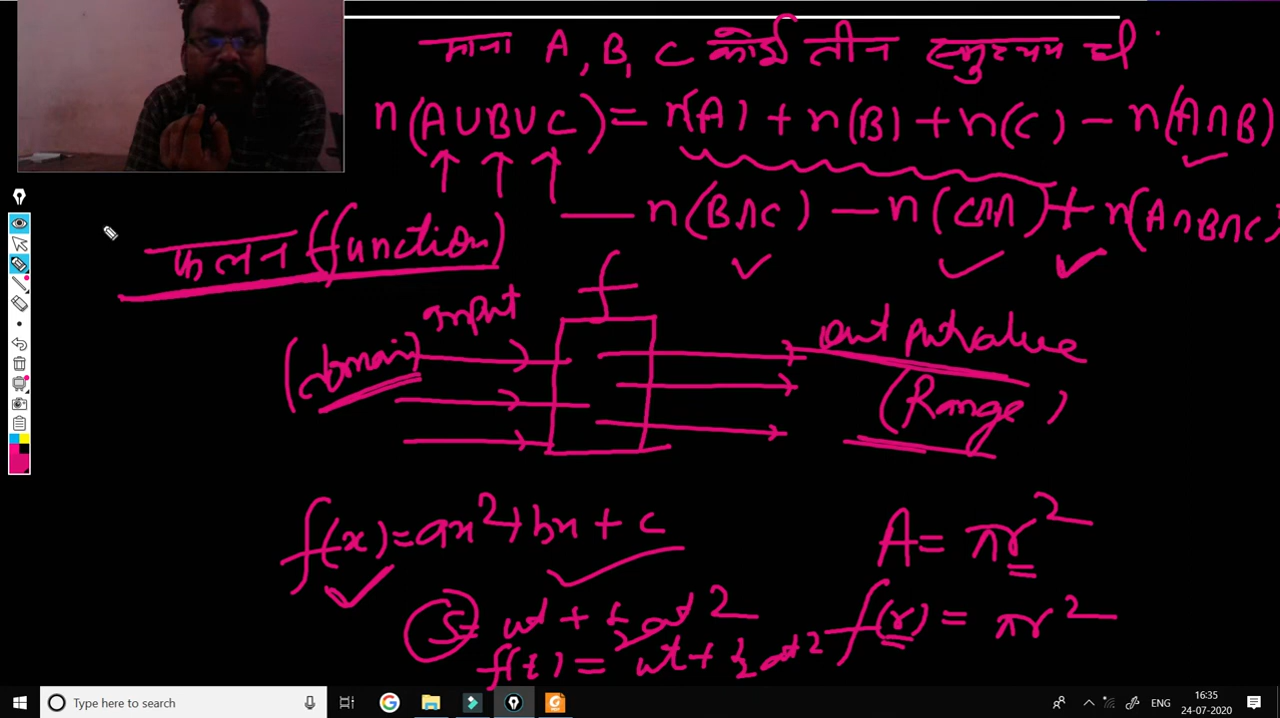 माना A, B, C कोई तीन समुच्चय हों
n(A∪B∪C) = n(A) + n(B) + n(C) − n(A∩B)
− n(B∩C) − n(C∩A) + n(A∩B∩C)
फलन (function)
f
input
(domain)
out put value
(Range)
f(x) = ax²+bx + c
A = πr²
S = ut + ½at²
f(t) = ut + ½at²
f(r) = πr²
Type here to search
ENG
16:35
24-07-2020